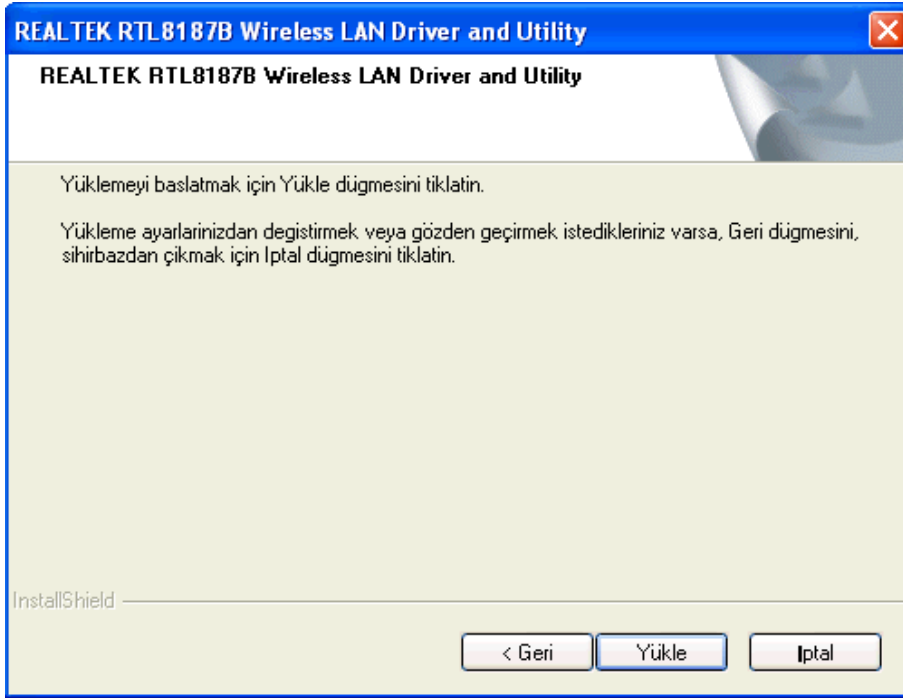 REALTEK RTL8187B Wireless LAN Driver and Utility
REALTEK RTL8187B Wireless LAN Driver and Utility
Yüklemeyi baslatmak için Yükle dügmesini tiklatin.
Yükleme ayarlarinizdan degistirmek veya gözden geçirmek istedikleriniz varsa, Geri dügmesini,
sihirbazdan çikmak için Iptal dügmesini tiklatin.
InstallShield
< Geri
Yükle
Iptal